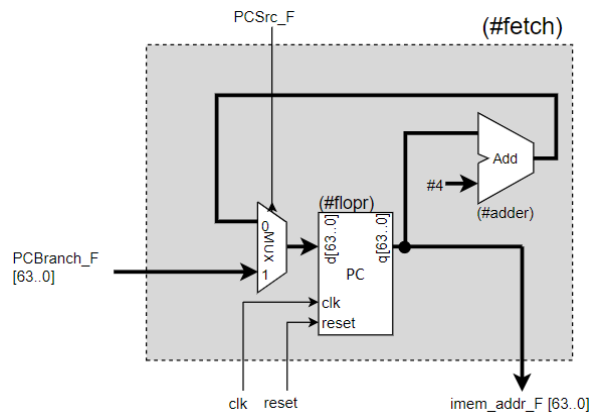 PCSrc_F
(#fetch)
Add
#4
(#adder)
(#flopr)
0
MUX
1
d[63..0]
q[63..0]
PC
clk
reset
PCBranch_F
[63..0]
clk
reset
imem_addr_F [63..0]